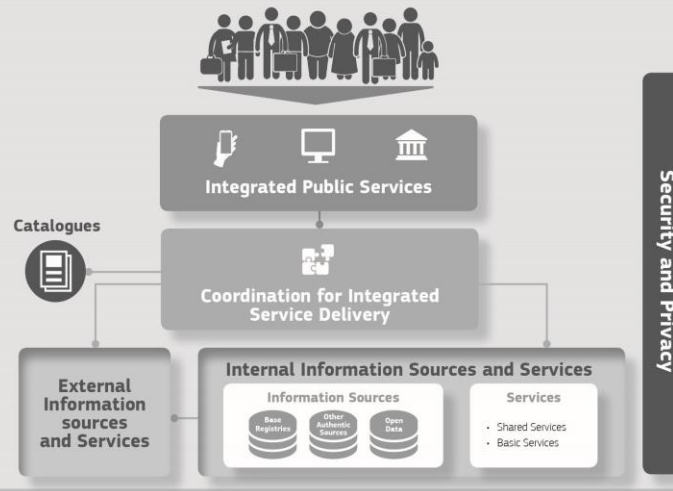 Integrated Public Services
Catalogues
Coordination for Integrated
Service Delivery
External
Information
sources
and Services
Internal Information Sources and Services
Information Sources
Base
Registries
Other
Authentic
Sources
Open
Data
Services
· Shared Services
· Basic Services
Security and Privacy